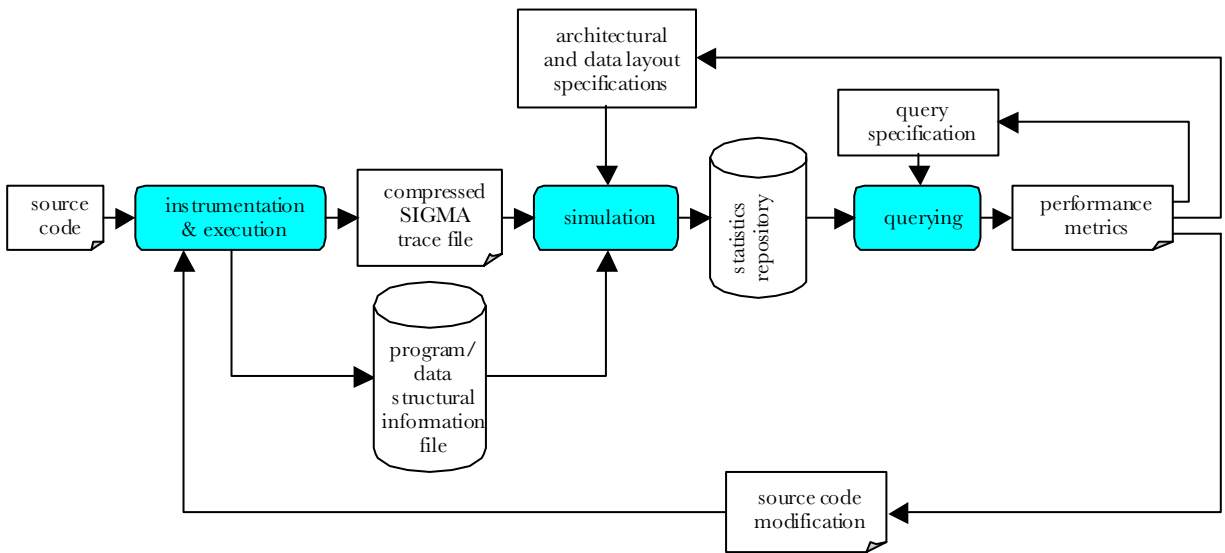 architectural
and data layout
specifications
query
specification
source
code
instrumentation
& execution
compressed
SIGMA
trace file
simulation
statistics
repository
querying
performance
metrics
program/
data
structural
information
file
source code
modification